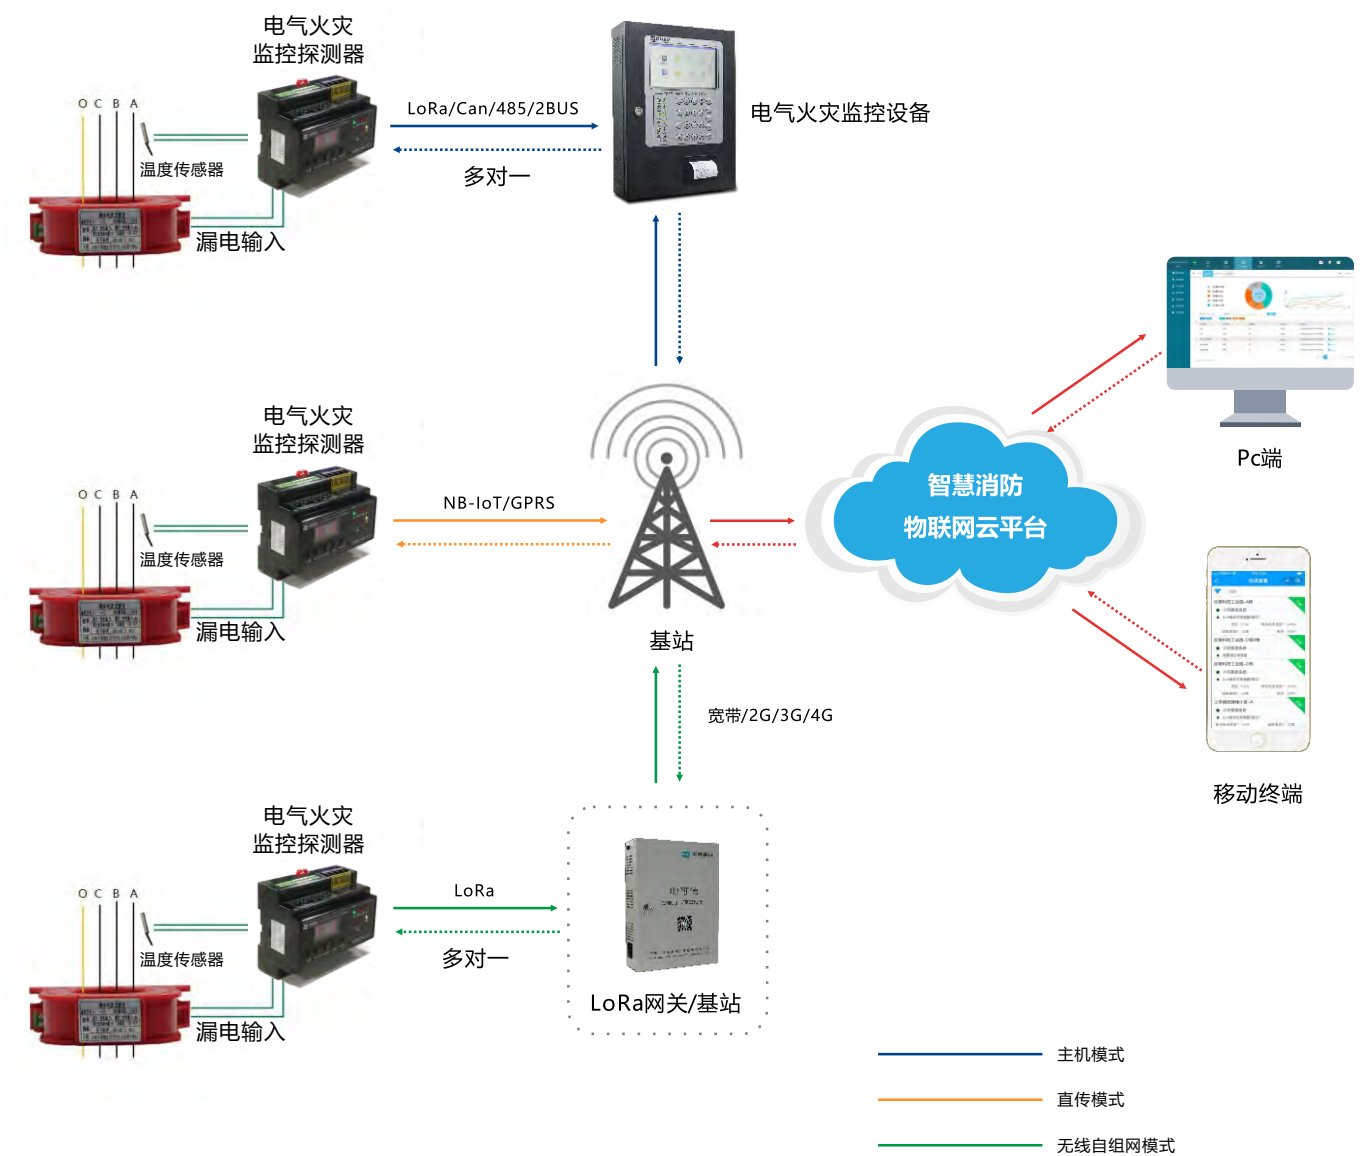 电气火灾
监控探测器
O C B A
温度传感器
漏电输入
LoRa/Can/485/2BUS
多对一
电气火灾监控设备
电气火灾
监控探测器
O C B A
温度传感器
漏电输入
NB-IoT/GPRS
基站
智慧消防
物联网云平台
Pc端
移动终端
宽带/2G/3G/4G
电气火灾
监控探测器
O C B A
温度传感器
漏电输入
LoRa
多对一
LoRa网关/基站
主机模式
直传模式
无线自组网模式